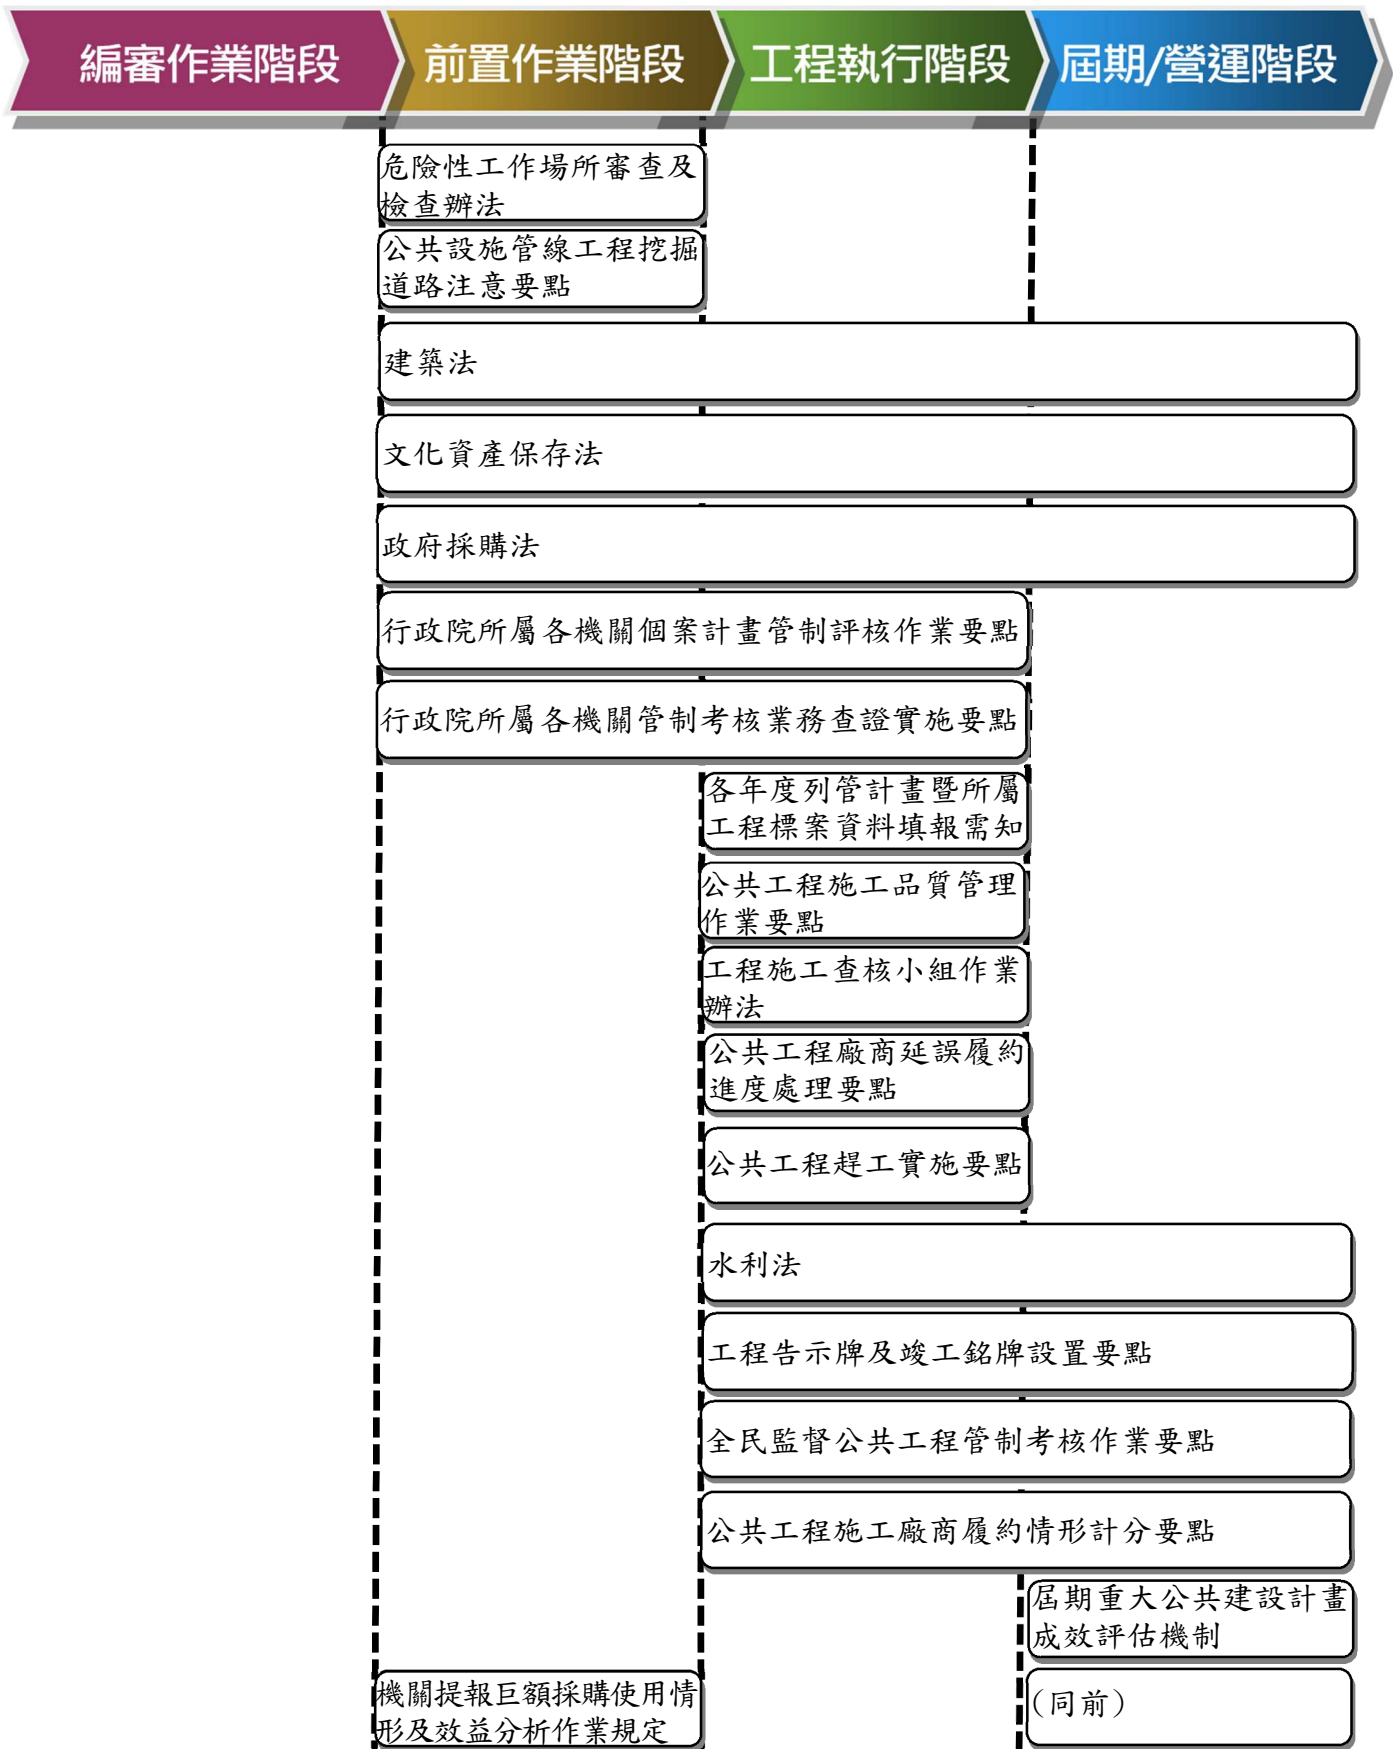 編審作業階段
前置作業階段
工程執行階段
屆期/營運階段
危險性工作場所審查及
檢查辦法
公共設施管線工程挖掘
道路注意要點
建築法
文化資產保存法
政府採購法
行政院所屬各機關個案計畫管制評核作業要點
行政院所屬各機關管制考核業務查證實施要點
各年度列管計畫暨所屬
工程標案資料填報需知
公共工程施工品質管理
作業要點
工程施工查核小組作業
辦法
公共工程廠商延誤履約
進度處理要點
公共工程趕工實施要點
水利法
工程告示牌及竣工銘牌設置要點
全民監督公共工程管制考核作業要點
公共工程施工廠商履約情形計分要點
屆期重大公共建設計畫
成效評估機制
機關提報巨額採購使用情
形及效益分析作業規定
(同前)